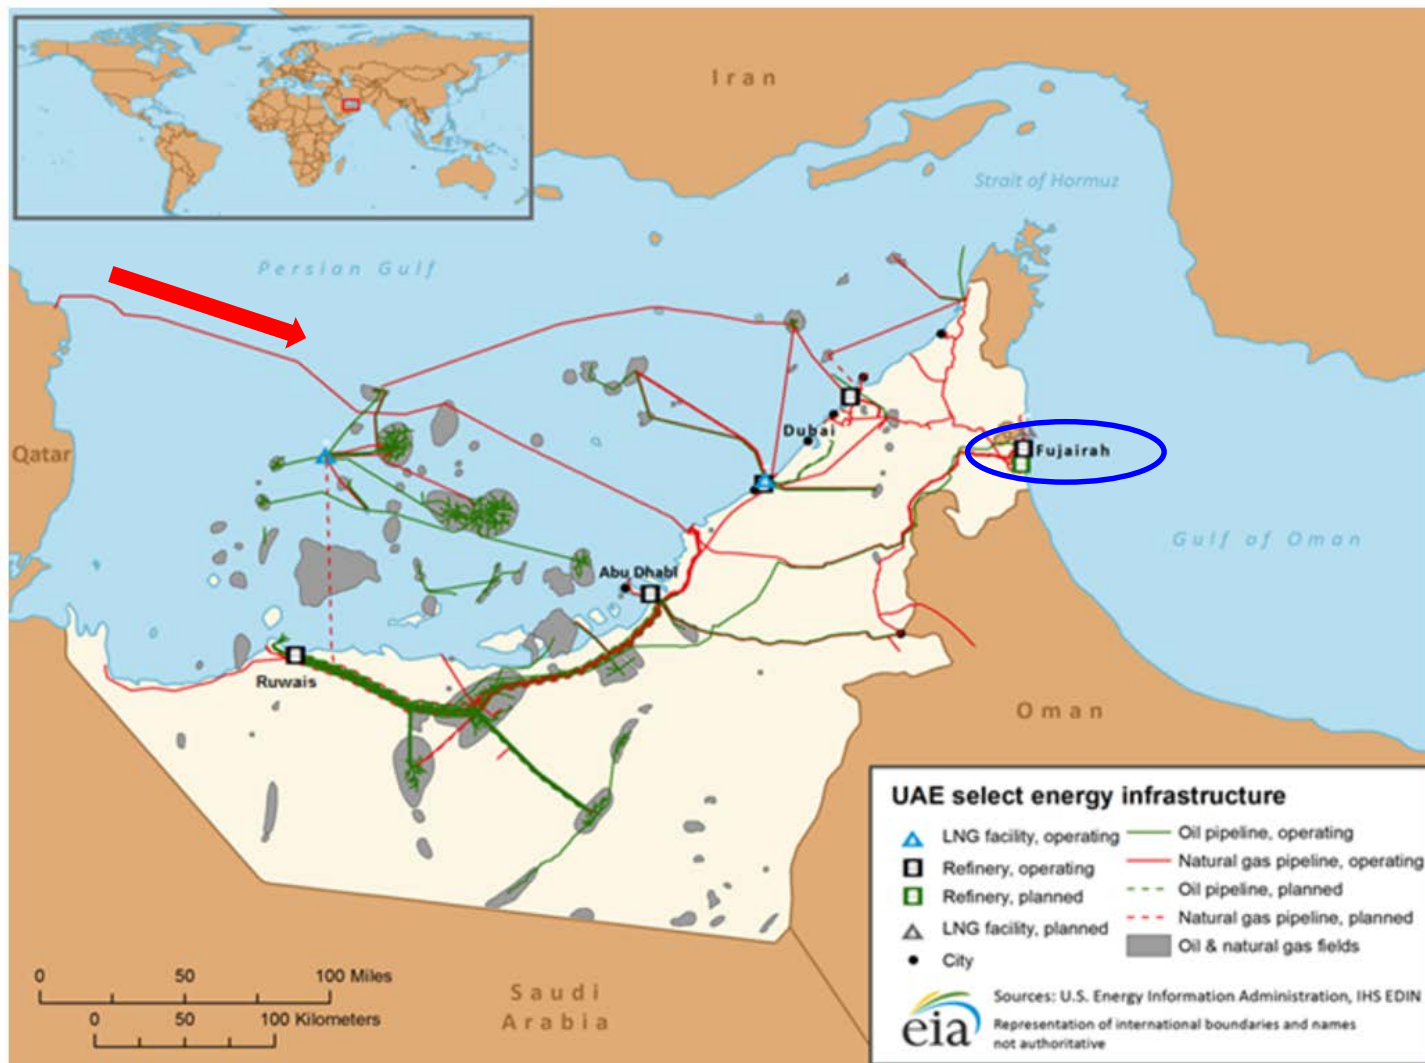 Iran
Strait of Hormuz
Persian Gulf
Qatar
Dubai
Fujairah
Gulf of Oman
Abu Dhabi
Ruwais
Oman
Saudi
Arabia
0 50 100 Miles
0 50 100 Kilometers
UAE select energy infrastructure
LNG facility, operating
Refinery, operating
Refinery, planned
LNG facility, planned
City
Oil pipeline, operating
Natural gas pipeline, operating
Oil pipeline, planned
Natural gas pipeline, planned
Oil & natural gas fields
eia
Sources: U.S. Energy Information Administration, IHS EDIN
Representation of international boundaries and names
not authoritative